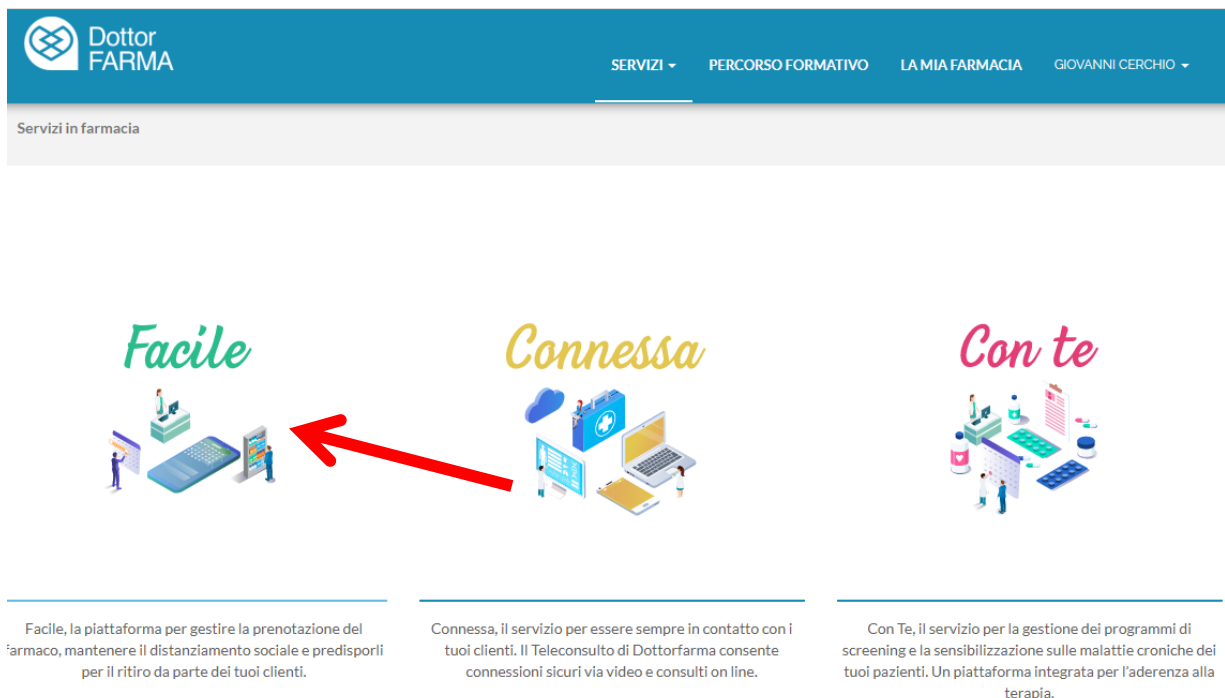 Dottor
FARMA
SERVIZI PERCORSO FORMATIVO LA MIA FARMACIA GIOVANNI CERCHIO
Servizi in farmacia
Facile
Connessa
Con te
Facile, la piattaforma per gestire la prenotazione del
farmaco, mantenere il distanziamento sociale e predisporli
per il ritiro da parte dei tuoi clienti.
Connessa, il servizio per essere sempre in contatto con i
tuoi clienti. Il Teleconsulto di Dottorfarma consente
connessioni sicuri via video e consulti on line.
Con Te, il servizio per la gestione dei programmi di
screening e la sensibilizzazione sulle malattie croniche dei
tuoi pazienti. Un piattaforma integrata per l'aderenza alla
terapia.